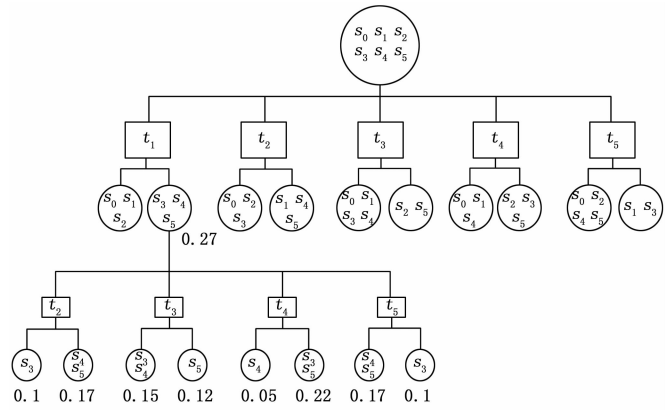 s₀ s₁ s₂
s₃ s₄ s₅
t₁ t₂ t₃ t₄ t₅
s₀ s₁ s₃ s₄ s₀ s₂ s₁ s₄ s₀ s₁ s₂ s₅ s₀ s₁ s₂ s₃ s₀ s₂ s₁ s₃
s₂ s₅ s₃ s₅ s₃ s₄ s₄ s₅ s₄ s₅
0.27
t₂ t₃ t₄ t₅
s₃ s₄ s₃ s₅ s₄ s₃ s₄ s₃
s₅ s₄ s₅ s₅
0.1 0.17 0.15 0.12 0.05 0.22 0.17 0.1